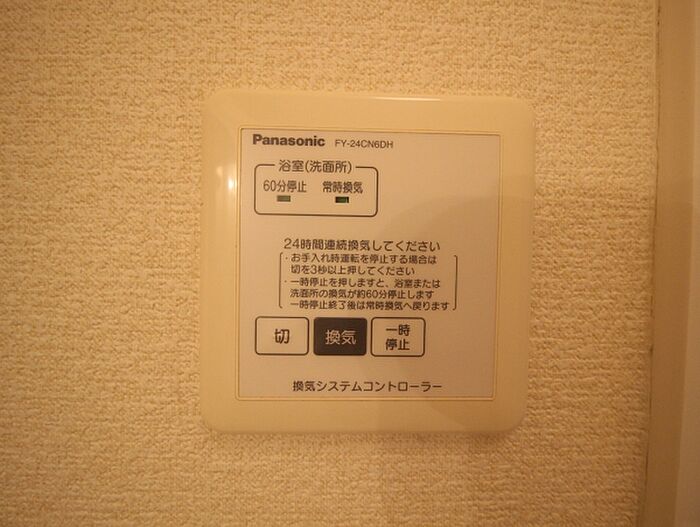 Panasonic FY-24CN6DH
浴室(洗面所)
60分停止 常時換気
24時間連続換気してください
・お手入れ時運転を停止する場合は
切を3秒以上押してください
・一時停止を押しますと、浴室または
洗面所の換気が約60分停止します
一時停止終了後は常時換気へ戻ります
切 換気 一時
停止
換気システムコントローラー